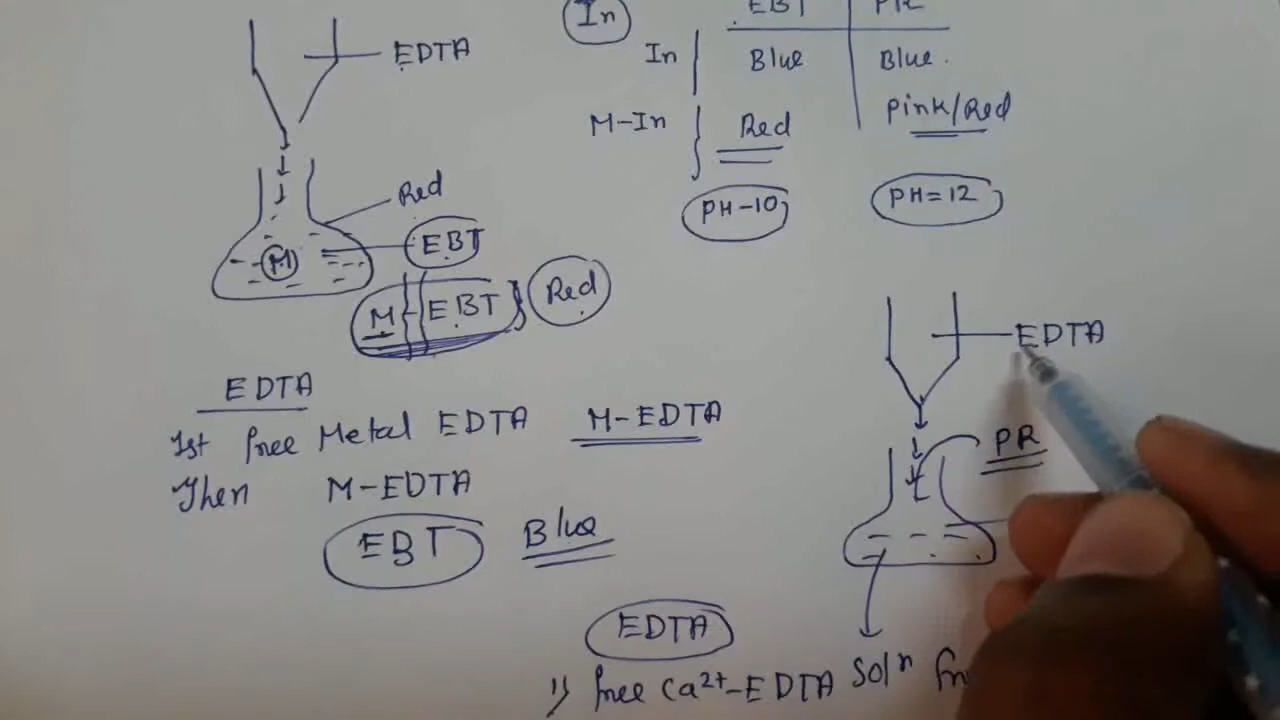 In
EBT PR
In Blue Blue.
M-In Red Pink/Red
PH-10 PH=12
EDTA
Red
EBT
M
M-EBT Red
EDTA
1st free Metal EDTA M-EDTA
Then M-EDTA
EBT Blue
EDTA
PR
EDTA
1) free Ca2+-EDTA Solⁿ